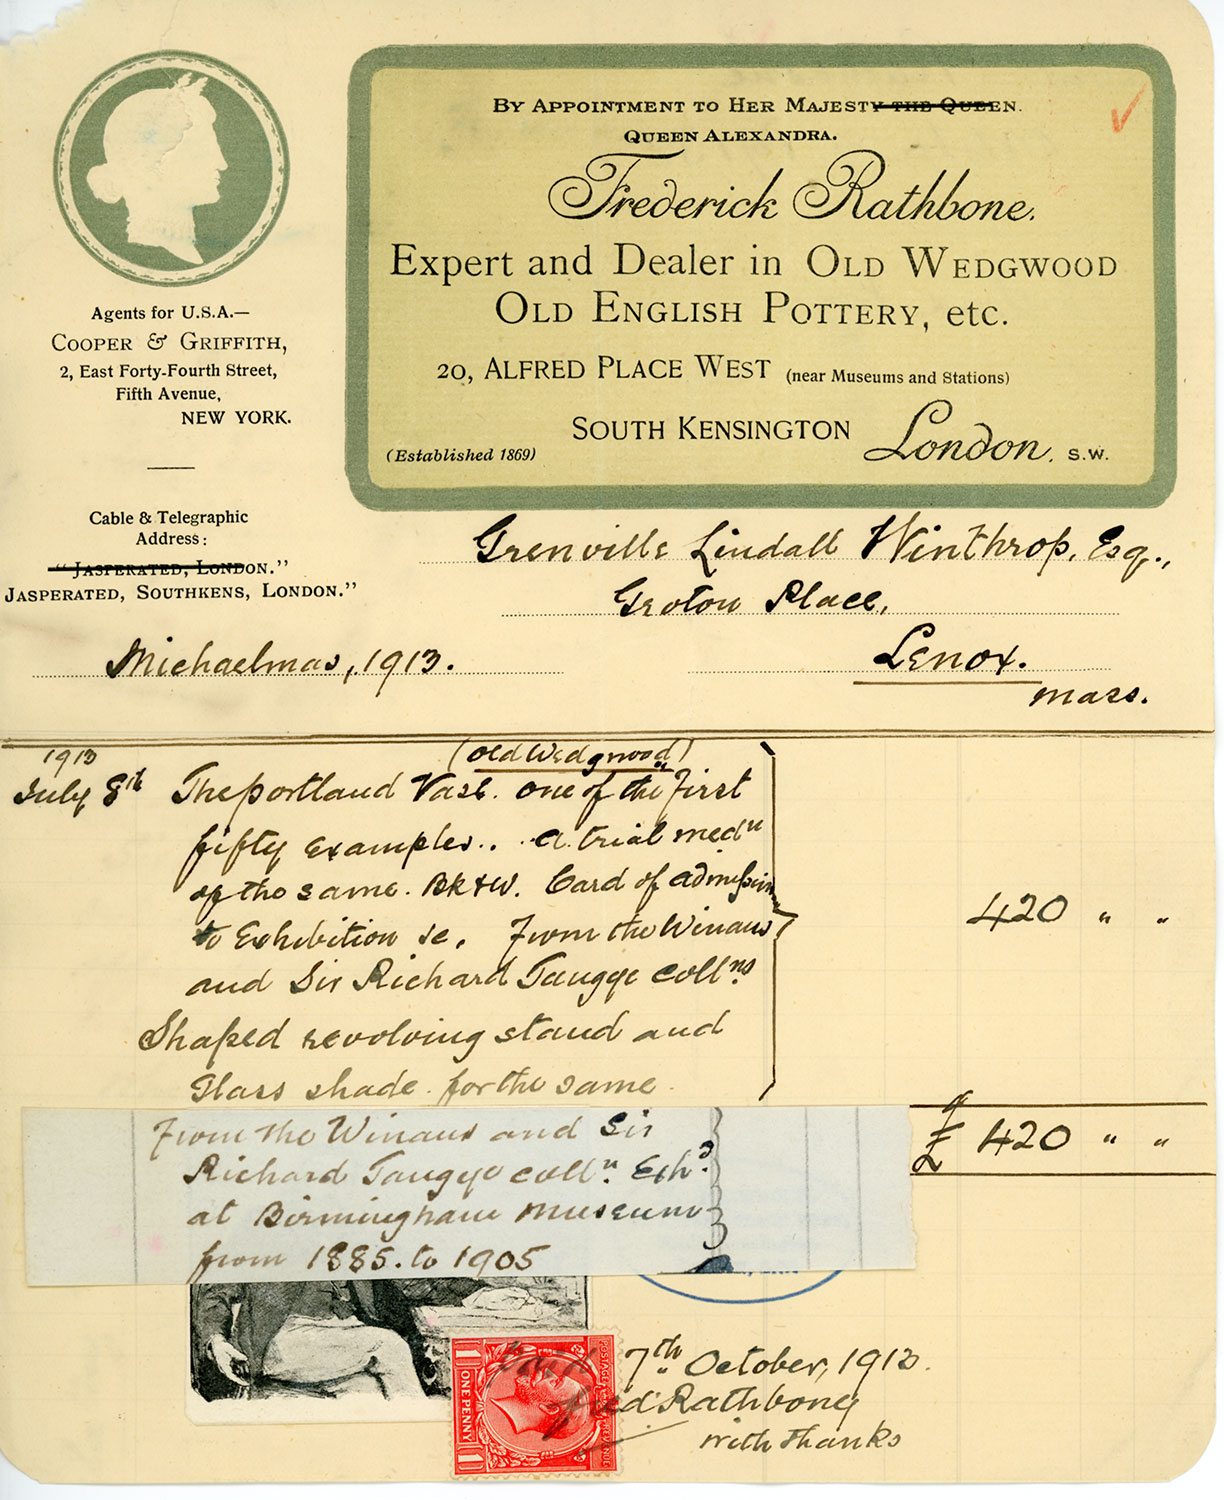 By Appointment to Her Majesty the Queen.
Queen Alexandra.
Frederick Rathbone.
Expert and Dealer in Old Wedgwood
Old English Pottery, etc.
20, Alfred Place West (near Museums and Stations)
South Kensington London, S.W.
(Established 1869)
Agents for U.S.A.—
Cooper & Griffith,
2, East Forty-Fourth Street,
Fifth Avenue,
NEW YORK.
Cable & Telegraphic
Address:
"Jasperated, London."
Jasperated, Southkens, London."
Grenville Lindall Winthrop, Esq.,
Groton Place,
Lenox.
Mass.
Michaelmas, 1913.
1913
(Old Wedgwood)
July 8th The portland Vase. one of the first
fifty examples.. a trial medn
of the same. Bk & W. Card of admission
to Exhibition &c. From the Winans
and Sir Richard Tangye collns
420 " "
Shaped revolving stand and
Glass shade for the same.
£ 420 " "
From the Winans and Sir
Richard Tangye colln. Exhd.
at Birmingham Museum
from 1885. to 1905
7th October, 1913.
Fred Rathbone
with thanks
POSTAGE
REVENUE
ONE PENNY
1 1